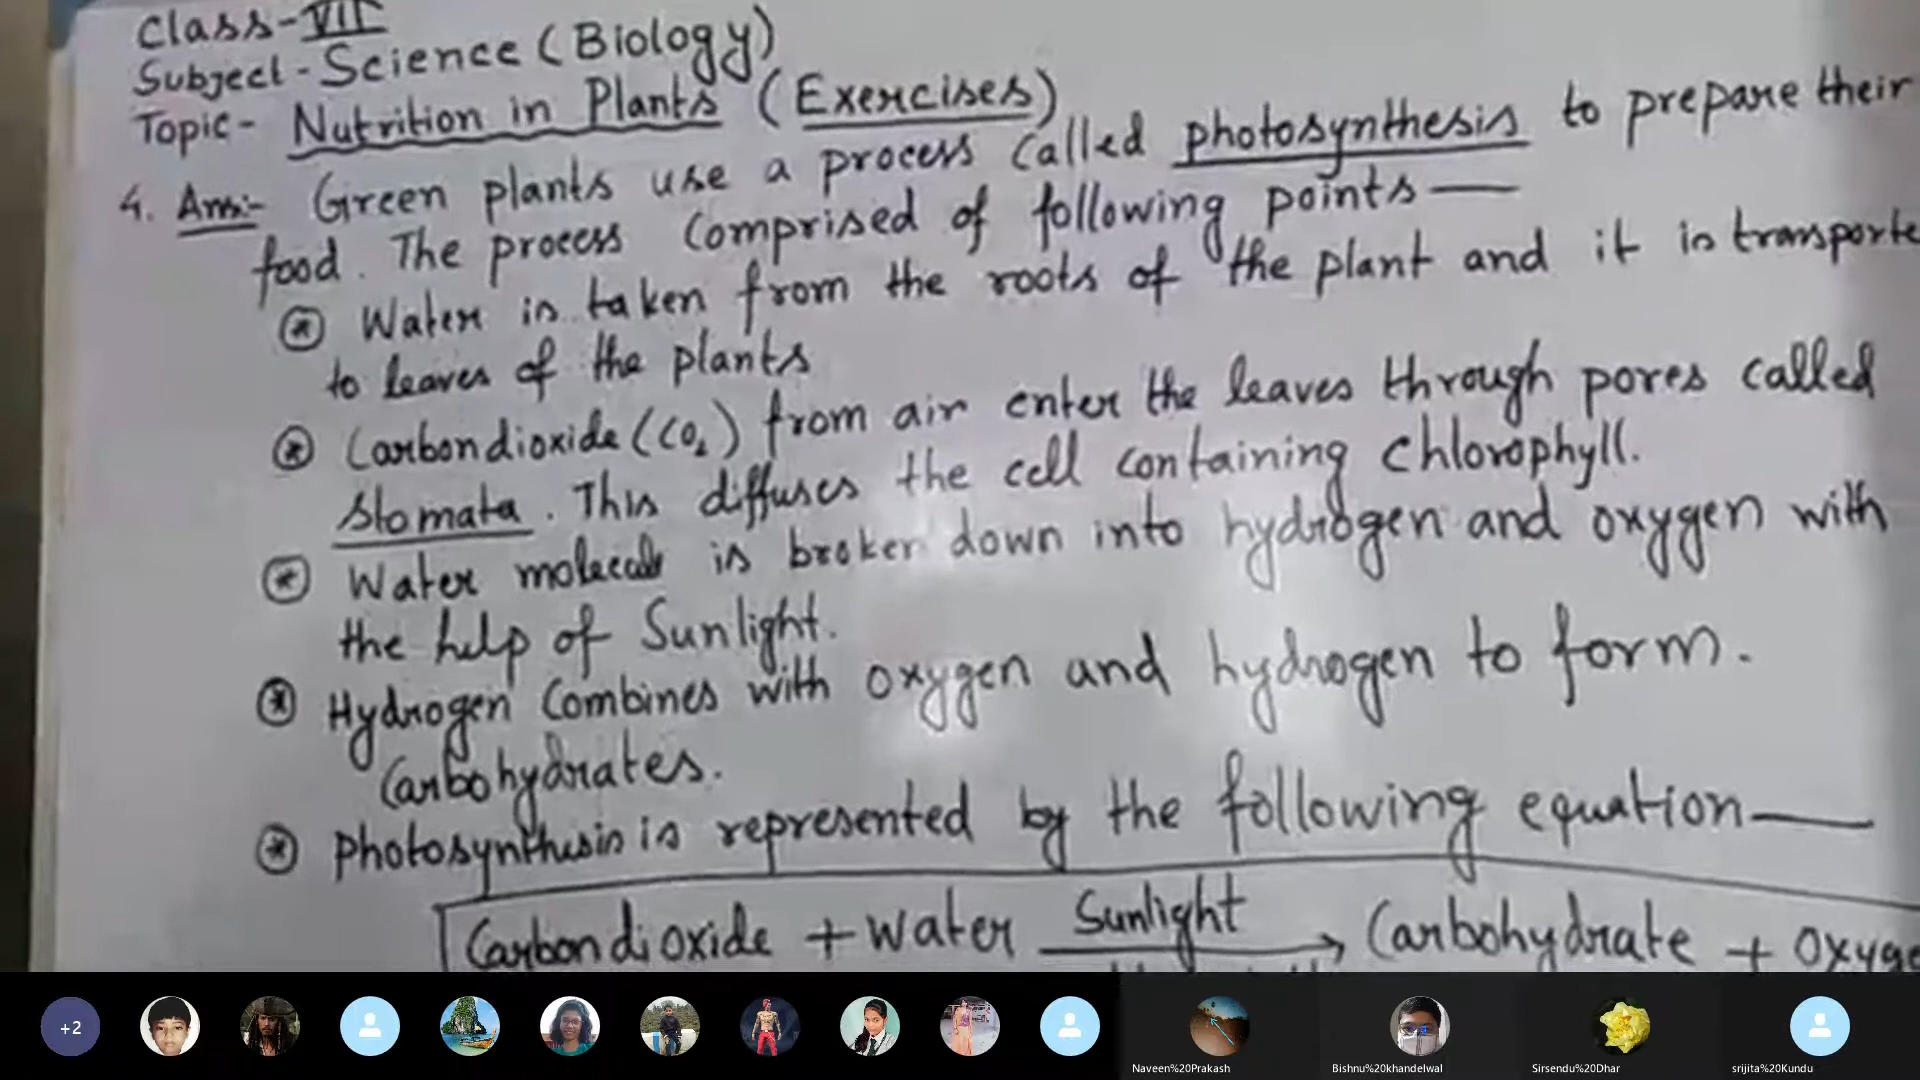 Class-VII
Subject-Science (Biology)
Topic- Nutrition in Plants (Exercises)
4. Ans:- Green plants use a process called photosynthesis to prepare their
food. The process comprised of following points —
* Water is taken from the roots of the plant and it is transporte
to leaves of the plants
* Carbondioxide (CO2) from air enter the leaves through pores called
stomata. This diffuses the cell containing chlorophyll.
* Water molecule is broken down into hydrogen and oxygen with
the help of Sunlight.
* Hydrogen Combines with oxygen and hydrogen to form.
Carbohydrates.
* Photosynthesis is represented by the following equation —
Sunlight
Carbondioxide + water → Carbohydrate + oxyge
+2
Naveen%20Prakash
Bishnu%20khandelwal
Sirsendu%20Dhar
srijita%20Kundu